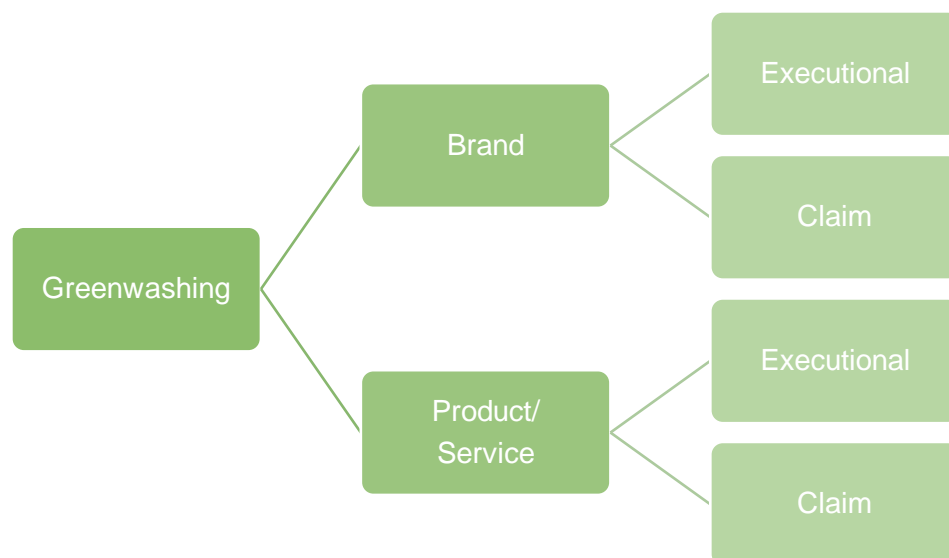 Greenwashing
Brand
Executional
Claim
Product/
Service
Executional
Claim